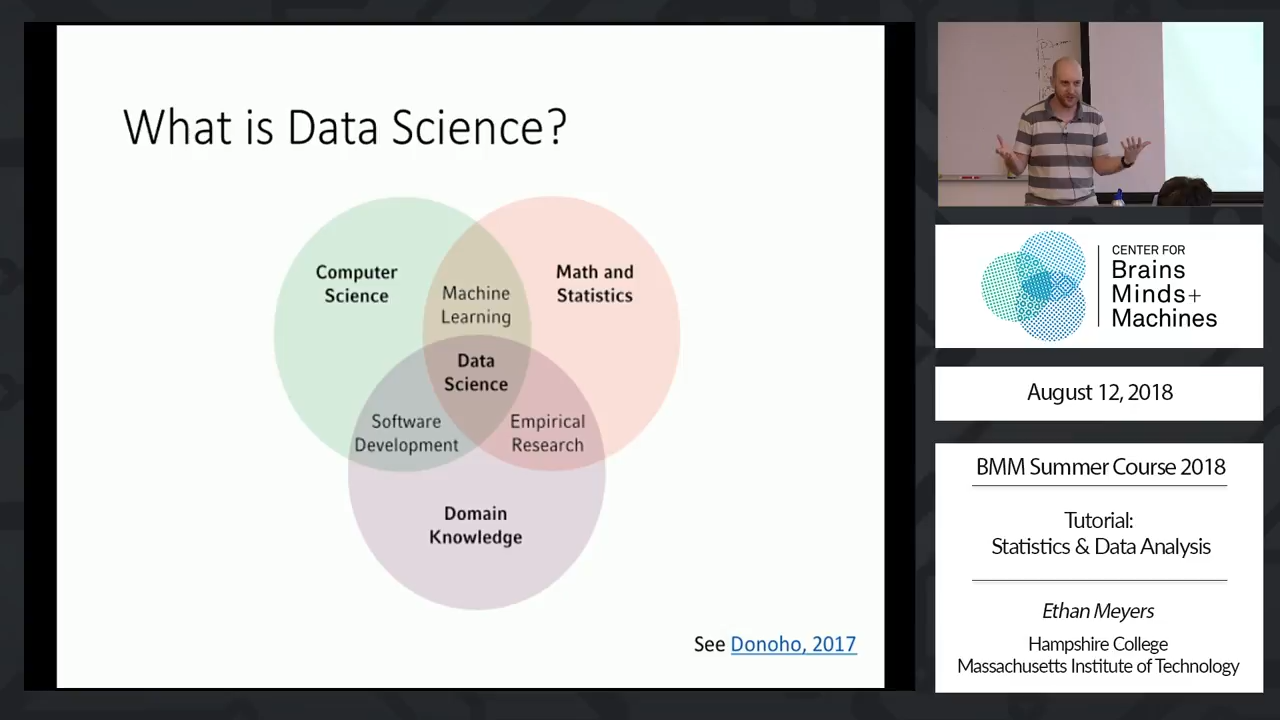 What is Data Science?
Computer
Science
Math and
Statistics
Machine
Learning
Data
Science
Software
Development
Empirical
Research
Domain
Knowledge
See Donoho, 2017
CENTER FOR
Brains
Minds+
Machines
August 12, 2018
BMM Summer Course 2018
Tutorial:
Statistics & Data Analysis
Ethan Meyers
Hampshire College
Massachusetts Institute of Technology